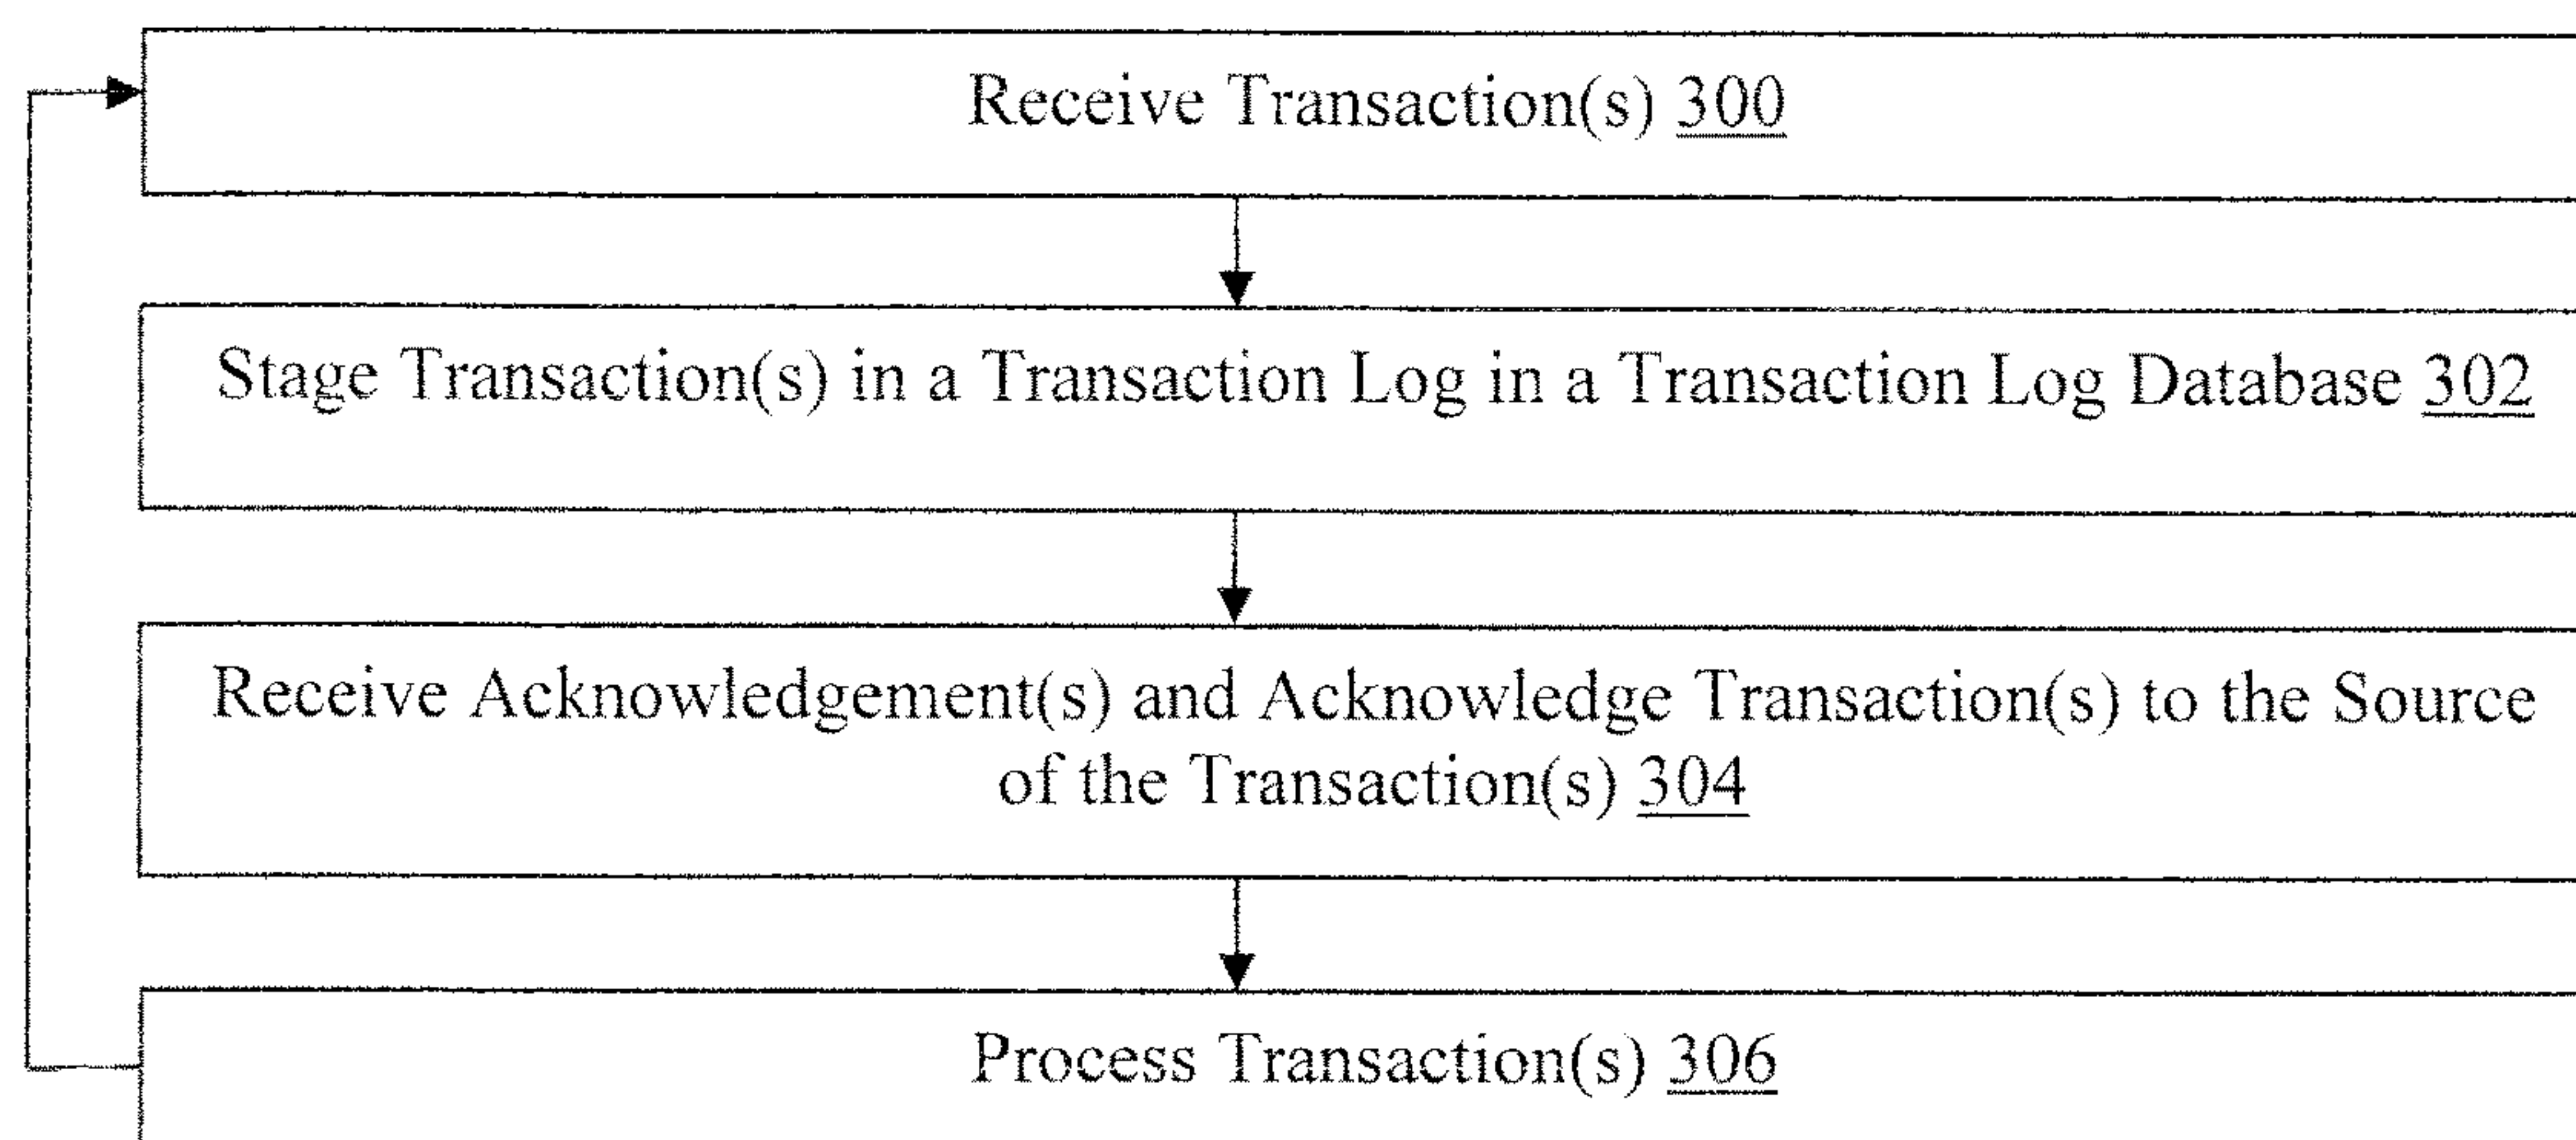 Receive Transaction(s) 300
Stage Transaction(s) in a Transaction Log in a Transaction Log Database 302
Receive Acknowledgement(s) and Acknowledge Transaction(s) to the Source
of the Transaction(s) 304
Process Transaction(s) 306